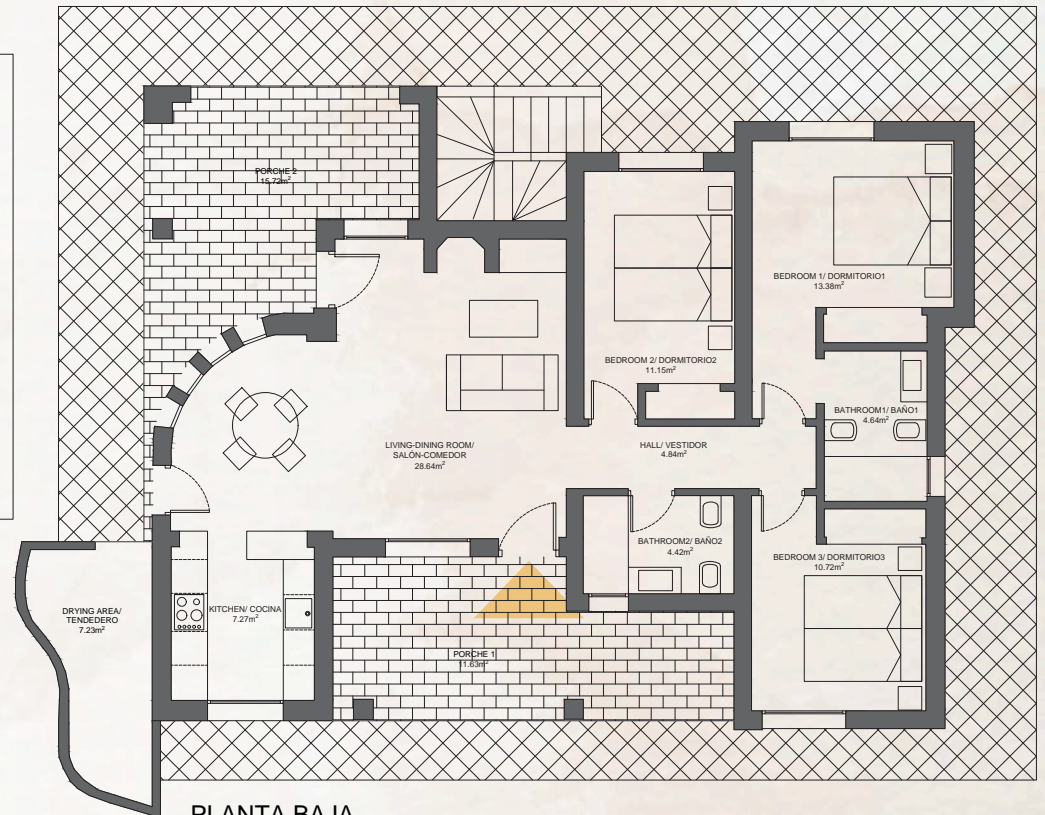 PORCHE 2
15.72m²
BEDROOM 1/ DORMITORIO1
13.38m²
BEDROOM 2/ DORMITORIO2
11.15m²
BATHROOM1/ BAÑO1
4.64m²
LIVING-DINING ROOM/
SALÓN-COMEDOR
28.64m²
HALL/ VESTIDOR
4.84m²
BATHROOM2/ BAÑO2
4.42m²
BEDROOM 3/ DORMITORIO3
10.72m²
DRYING AREA/
TENDEDERO
7.23m²
KITCHEN/ COCINA
7.27m²
PORCHE 1
11.63m²
PLANTA BAJA